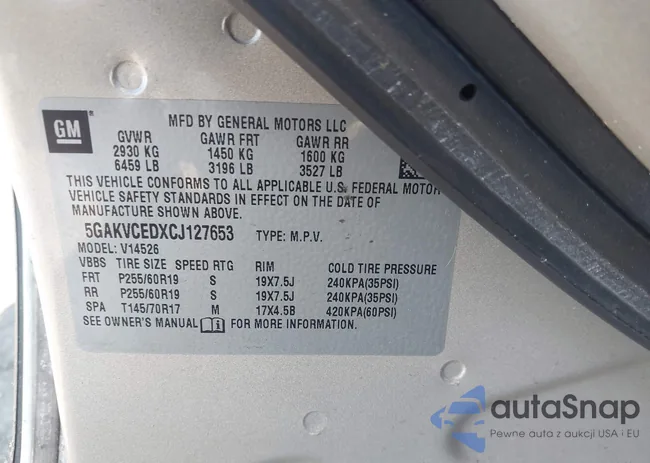 GM
MFD BY GENERAL MOTORS LLC
GVWR GAWR FRT GAWR RR
2930 KG 1450 KG 1600 KG
6459 LB 3196 LB 3527 LB
THIS VEHICLE CONFORMS TO ALL APPLICABLE U.S. FEDERAL MOTOR
VEHICLE SAFETY STANDARDS IN EFFECT ON THE DATE OF
MANUFACTURE SHOWN ABOVE.
5GAKVCEDXCJ127653 TYPE: M.P.V.
MODEL: V14526
VBBS TIRE SIZE SPEED RTG RIM COLD TIRE PRESSURE
FRT P255/60R19 S 19X7.5J 240KPA(35PSI)
RR P255/60R19 S 19X7.5J 240KPA(35PSI)
SPA T145/70R17 M 17X4.5B 420KPA(60PSI)
SEE OWNER'S MANUAL FOR MORE INFORMATION.
autaSnap
Pewne auta z aukcji USA i EU